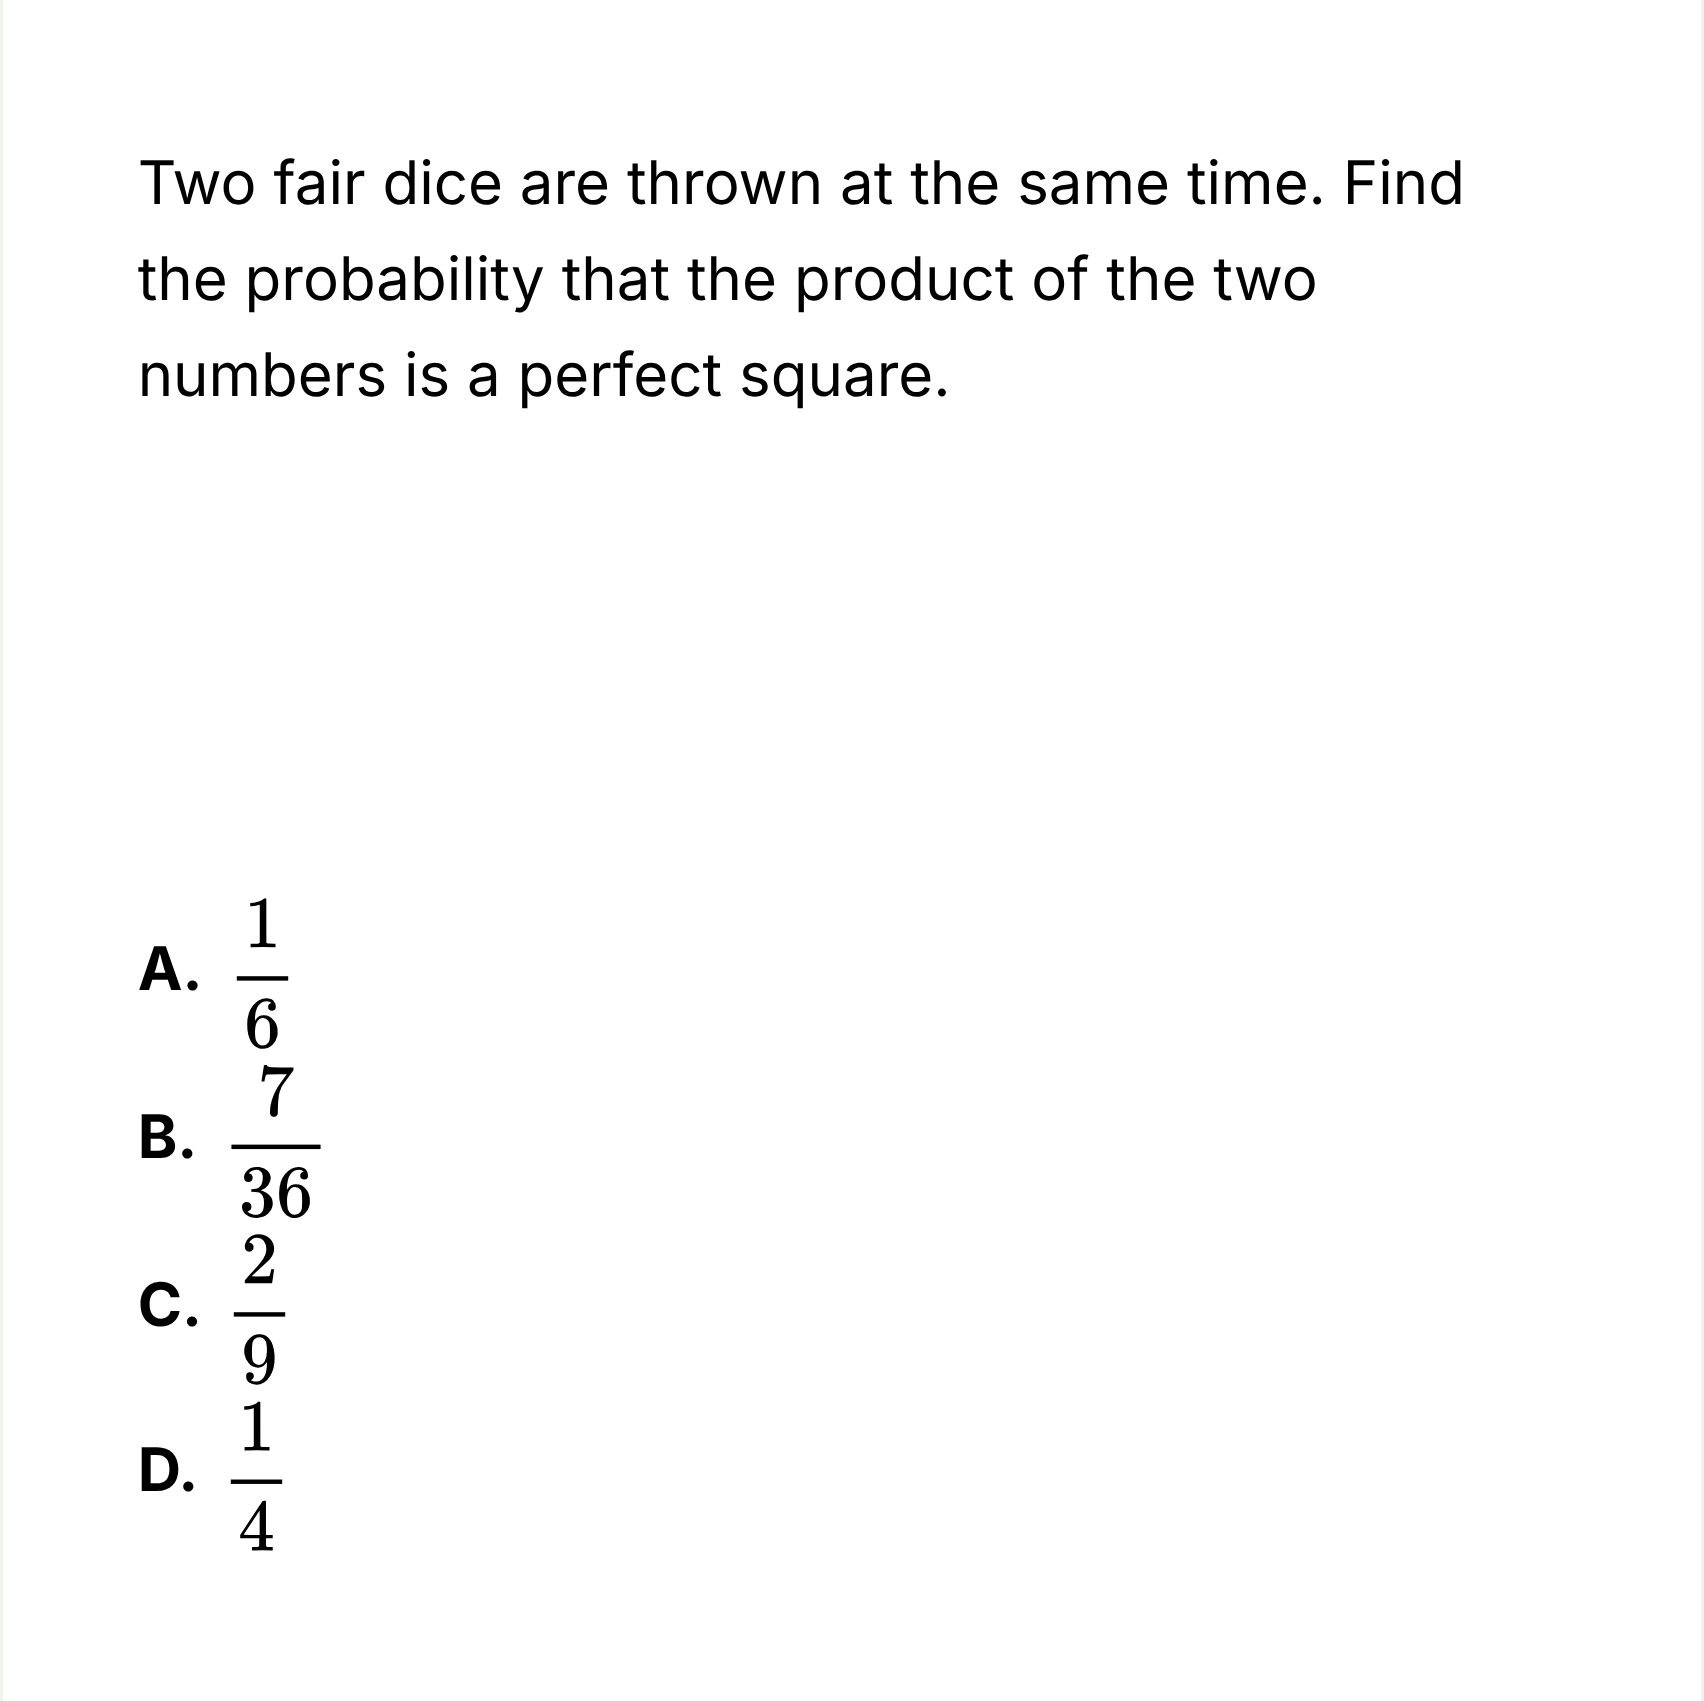 Two fair dice are thrown at the same time. Find
the probability that the product of the two
numbers is a perfect square.
A. 1/6
B. 7/36
C. 2/9
D. 1/4